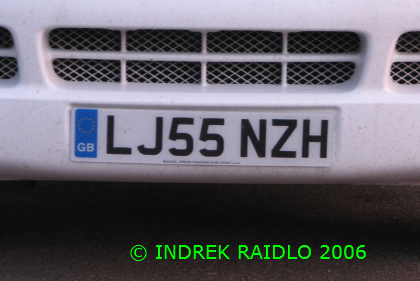 GB LJ55 NZH
© INDREK RAIDLO 2006